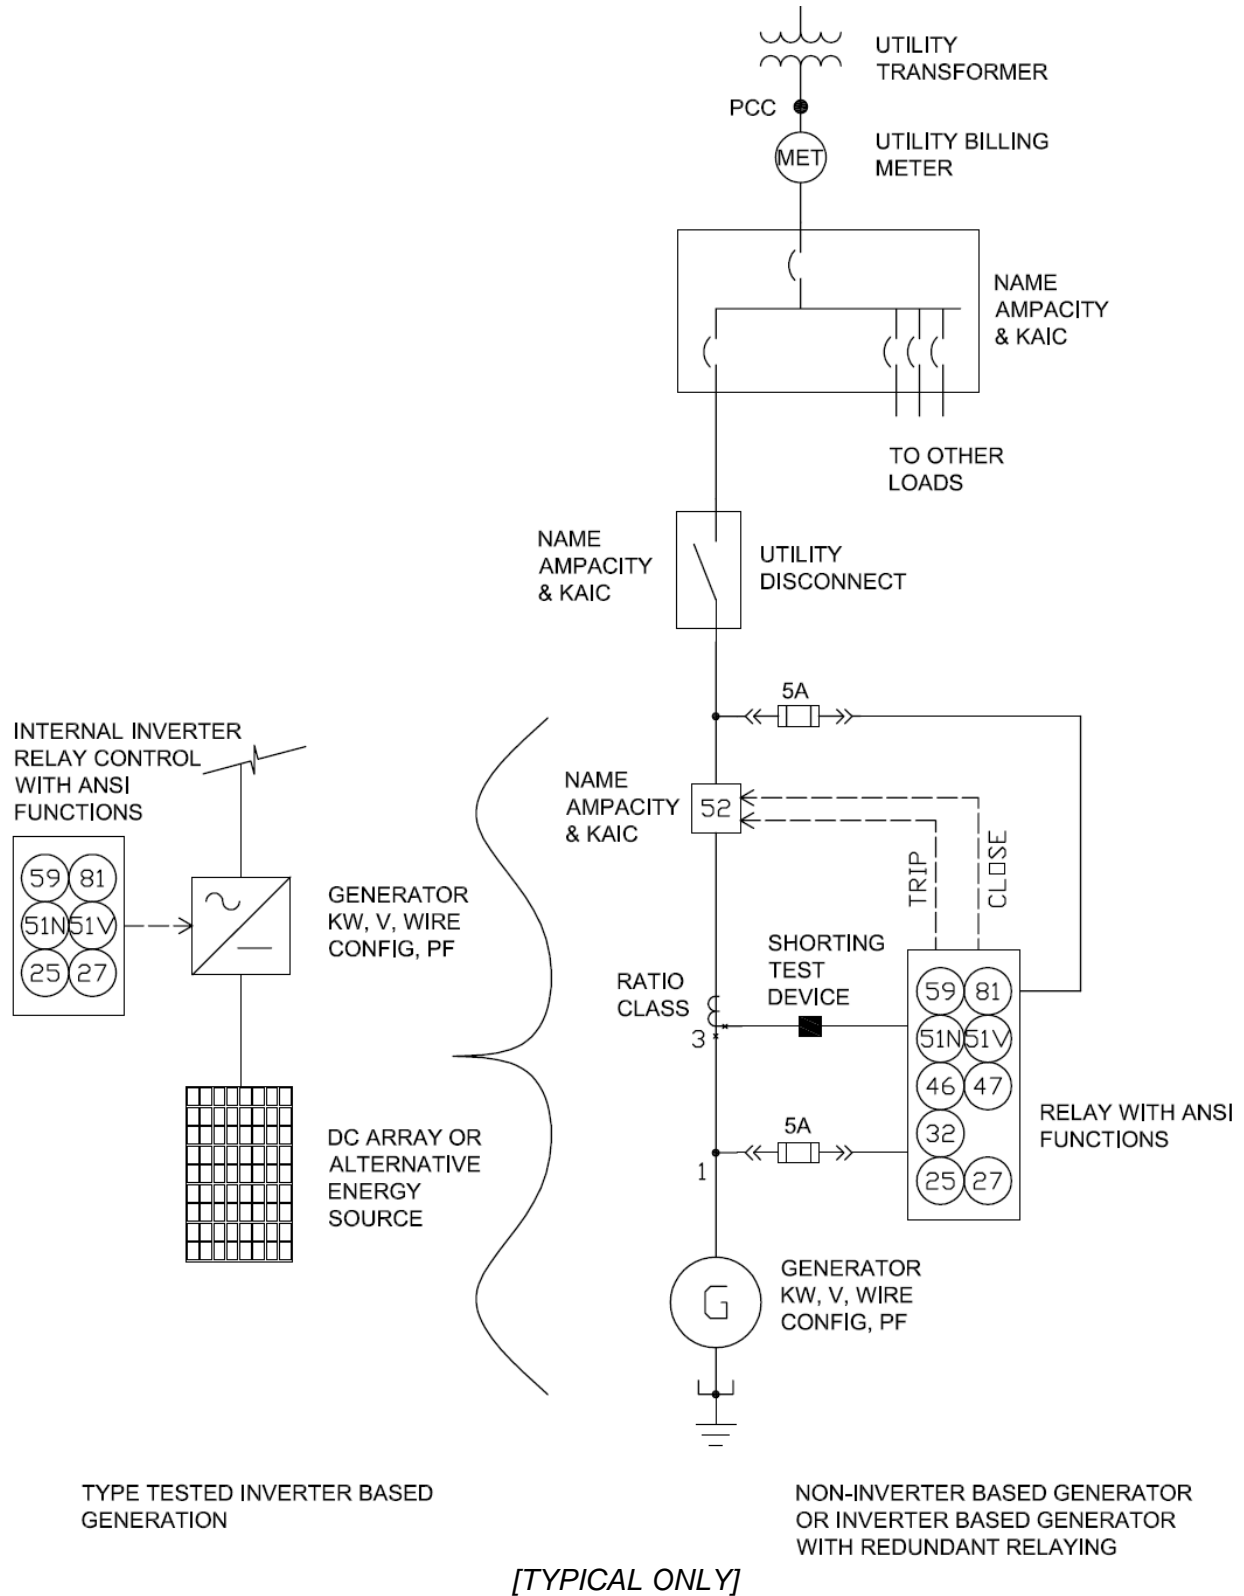 UTILITY
TRANSFORMER
PCC
MET
UTILITY BILLING
METER
NAME
AMPACITY
& KAIC
TO OTHER
LOADS
NAME
AMPACITY
& KAIC
UTILITY
DISCONNECT
5A
INTERNAL INVERTER
RELAY CONTROL
WITH ANSI
FUNCTIONS
59 81
51N 51V
25 27
GENERATOR
KW, V, WIRE
CONFIG, PF
DC ARRAY OR
ALTERNATIVE
ENERGY
SOURCE
NAME
AMPACITY
& KAIC
52
TRIP
CLOSE
RATIO
CLASS
3
SHORTING
TEST
DEVICE
59 81
51N 51V
46 47
32
25 27
RELAY WITH ANSI
FUNCTIONS
5A
1
G
GENERATOR
KW, V, WIRE
CONFIG, PF
TYPE TESTED INVERTER BASED
GENERATION
NON-INVERTER BASED GENERATOR
OR INVERTER BASED GENERATOR
WITH REDUNDANT RELAYING
[TYPICAL ONLY]